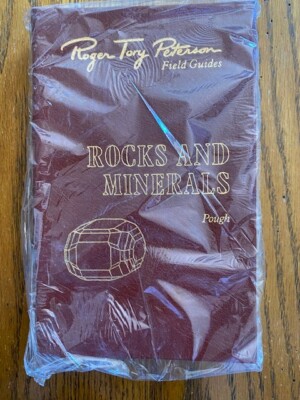 Roger Tory Peterson
Field Guides
ROCKS AND
MINERALS
Pough